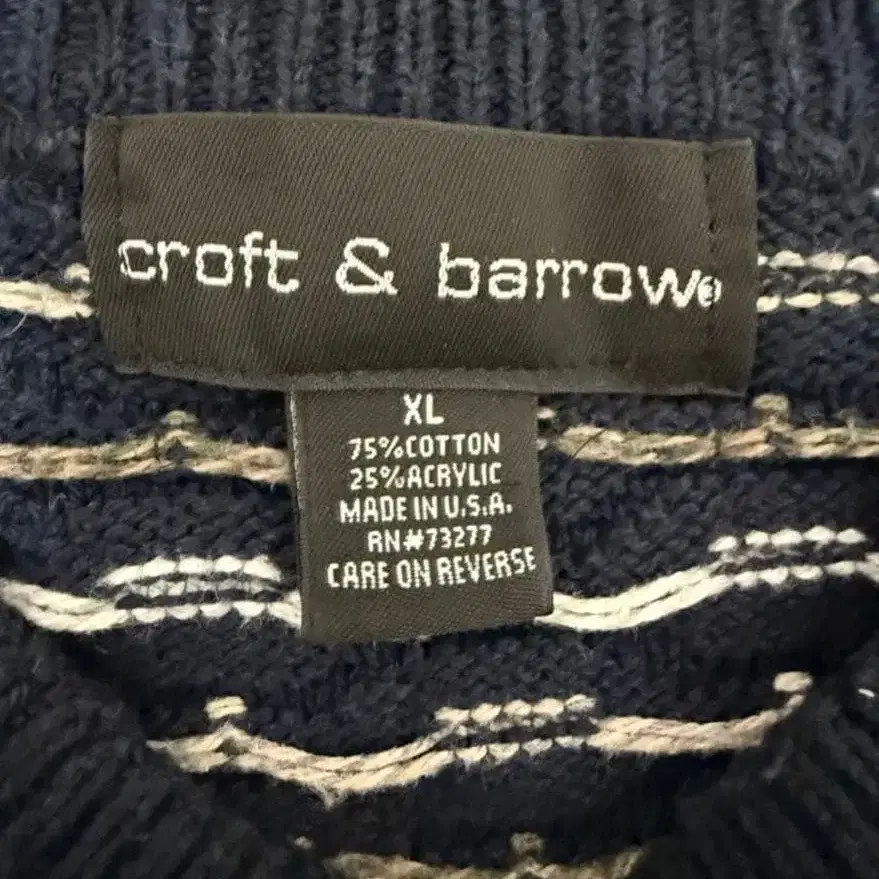 croft & barrow®
XL
75%COTTON
25%ACRYLIC
MADE IN U.S.A.
RN#73277
CARE ON REVERSE